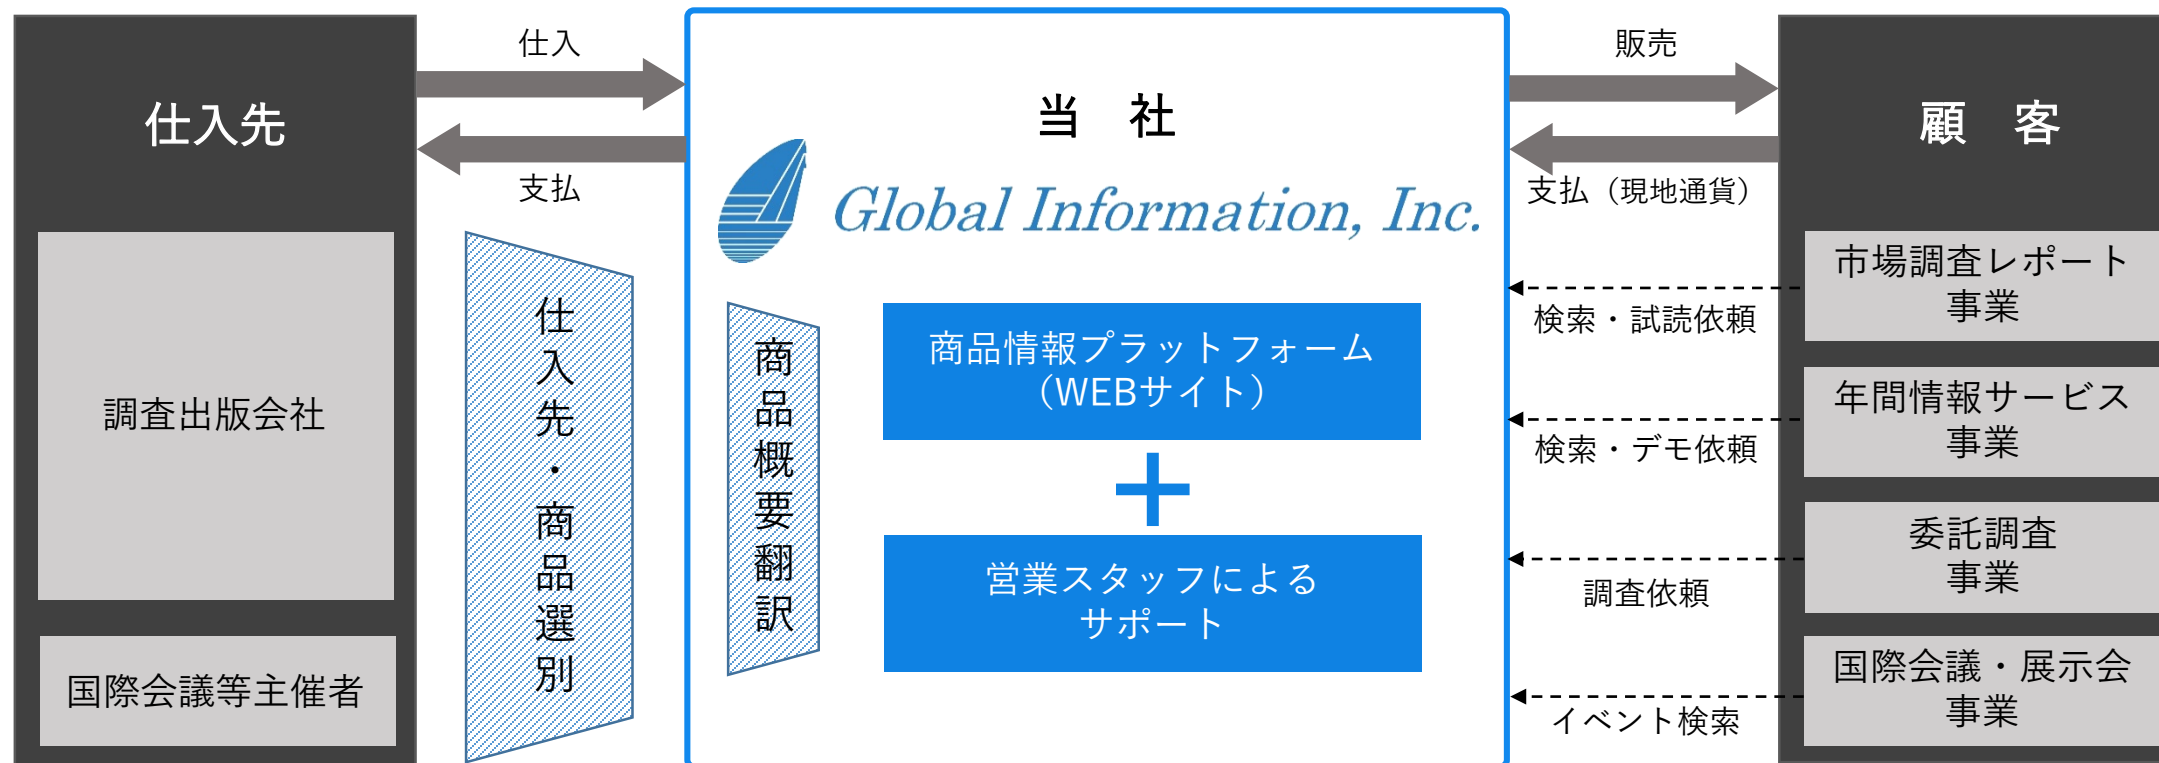 仕入先
調査出版会社
国際会議等主催者
仕入
支払
仕入先・商品選別
当 社
Global Information, Inc.
商品概要翻訳
商品情報プラットフォーム
（WEBサイト）
営業スタッフによる
サポート
販売
支払（現地通貨）
検索・試読依頼
検索・デモ依頼
調査依頼
イベント検索
顧 客
市場調査レポート
事業
年間情報サービス
事業
委託調査
事業
国際会議・展示会
事業